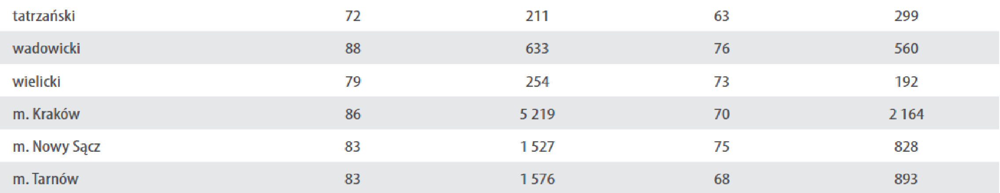 tatrzański 72 211 63 299
wadowicki 88 633 76 560
wielicki 79 254 73 192
m. Kraków 86 5 219 70 2 164
m. Nowy Sącz 83 1 527 75 828
m. Tarnów 83 1 576 68 893